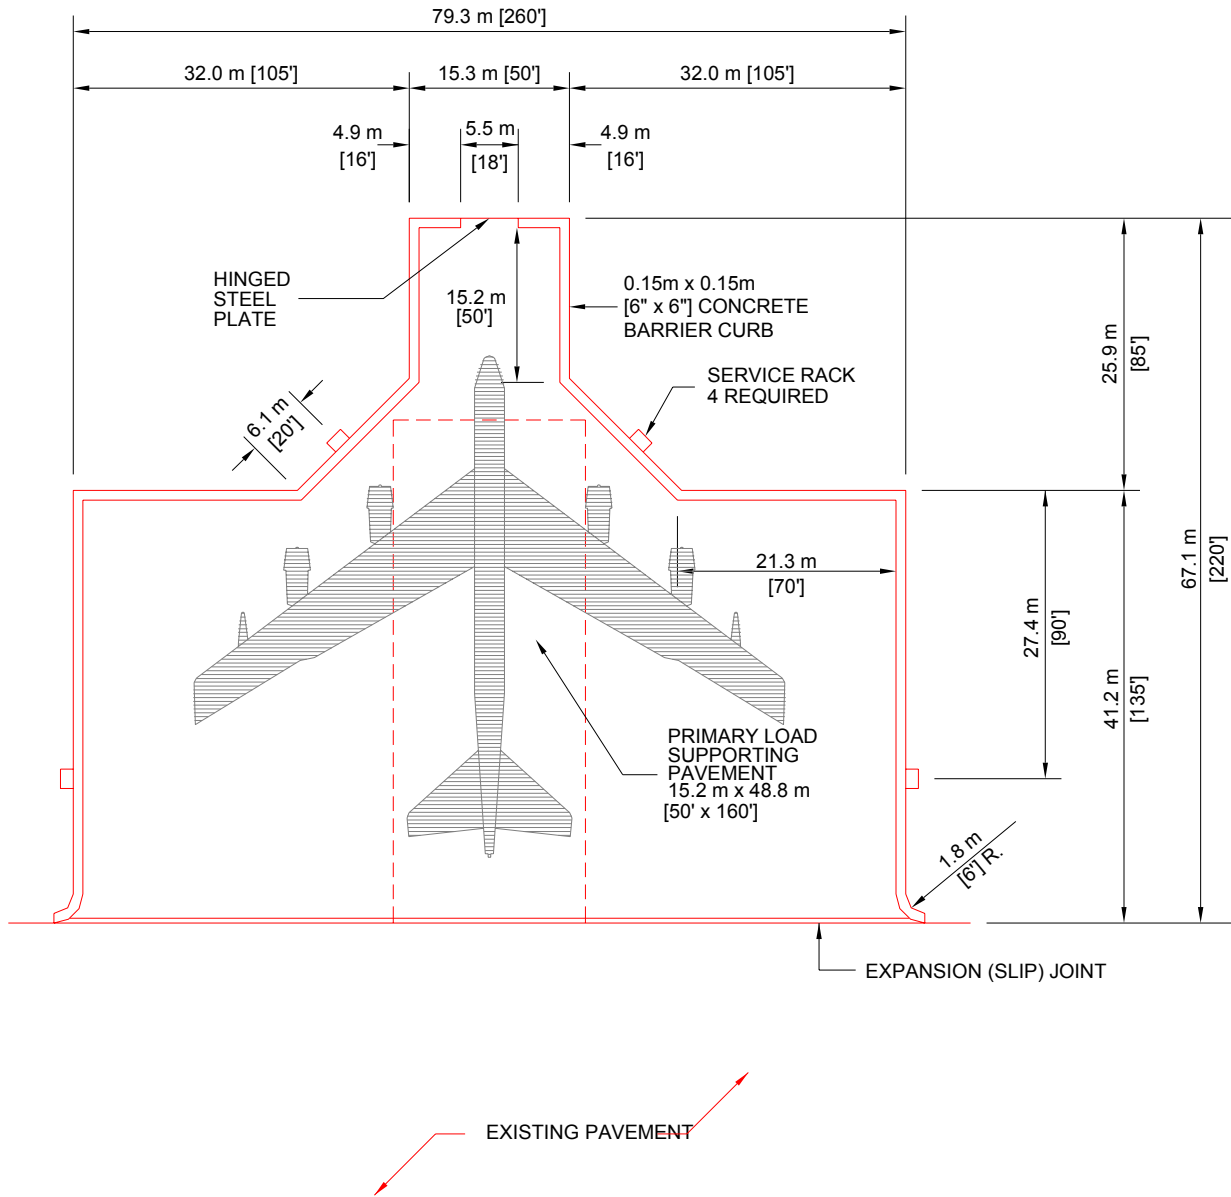 79.3 m [260']
32.0 m [105']
15.3 m [50']
32.0 m [105']
4.9 m
[16']
5.5 m
[18']
4.9 m
[16']
HINGED
STEEL
PLATE
15.2 m
[50']
0.15m x 0.15m
[6" x 6"] CONCRETE
BARRIER CURB
SERVICE RACK
4 REQUIRED
25.9 m
[85']
6.1 m
[20']
21.3 m
[70']
67.1 m
[220']
27.4 m
[90']
41.2 m
[135']
PRIMARY LOAD
SUPPORTING
PAVEMENT
15.2 m x 48.8 m
[50' x 160']
1.8 m
[6'] R.
EXPANSION (SLIP) JOINT
EXISTING PAVEMENT